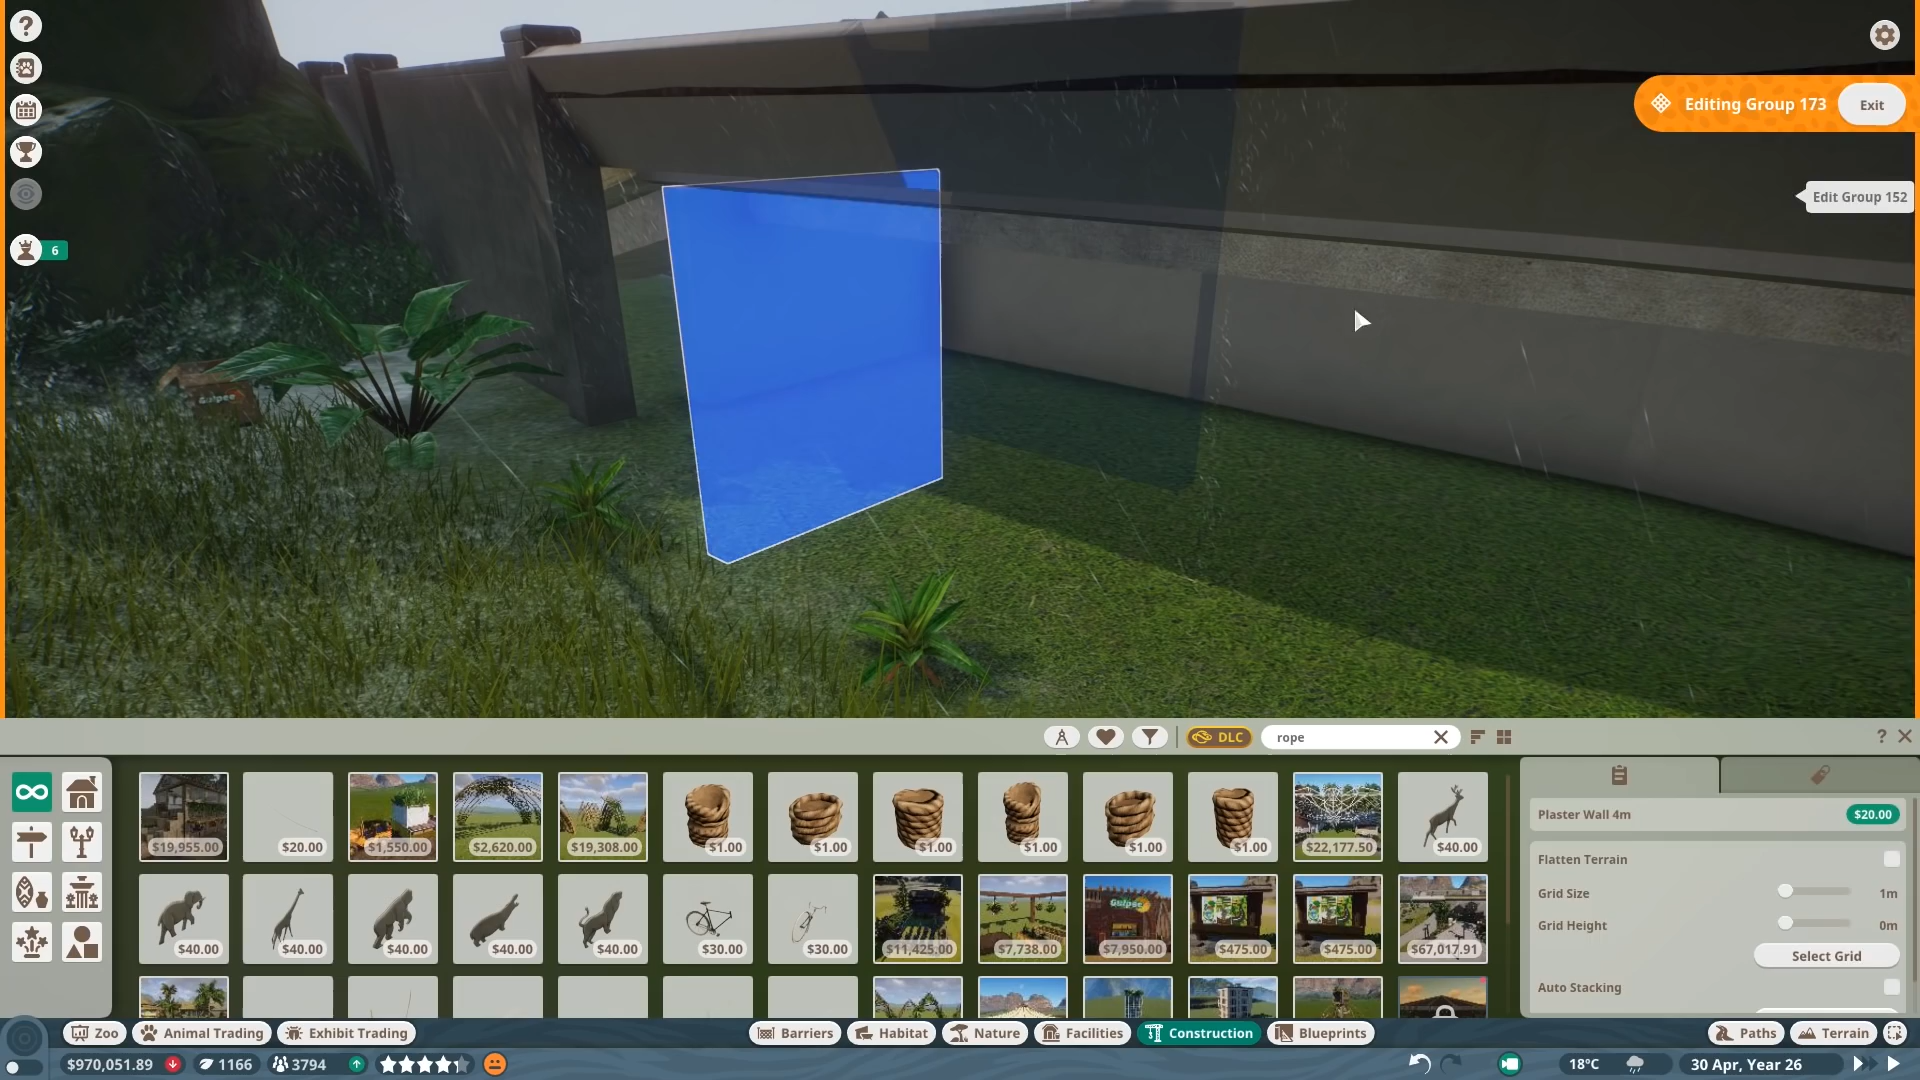 ?
Editing Group 173
Exit
Edit Group 152
6
Gulpee
DLC
rope
?
$19,955.00
$20.00
$1,550.00
$2,620.00
$19,308.00
$1.00
$1.00
$1.00
$1.00
$1.00
$1.00
$22,177.50
$40.00
$40.00
$40.00
$40.00
$40.00
$40.00
$30.00
$30.00
$11,425.00
$7,738.00
Gulpee
$7,950.00
$475.00
$475.00
$67,017.91
Plaster Wall 4m
$20.00
Flatten Terrain
Grid Size
1m
Grid Height
0m
Select Grid
Auto Stacking
Zoo
Animal Trading
Exhibit Trading
Barriers
Habitat
Nature
Facilities
Construction
Blueprints
Paths
Terrain
$970,051.89
1166
3794
18°C
30 Apr, Year 26